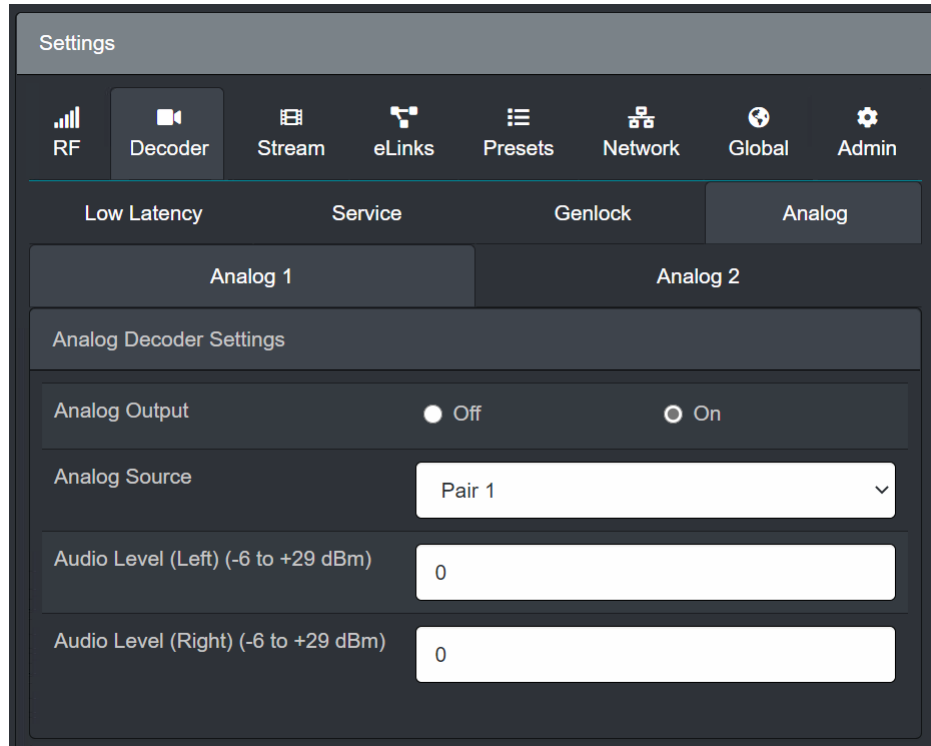 Settings
RF Decoder Stream eLinks Presets Network Global Admin
Low Latency Service Genlock Analog
Analog 1 Analog 2
Analog Decoder Settings
Analog Output Off On
Analog Source Pair 1
Audio Level (Left) (-6 to +29 dBm) 0
Audio Level (Right) (-6 to +29 dBm) 0